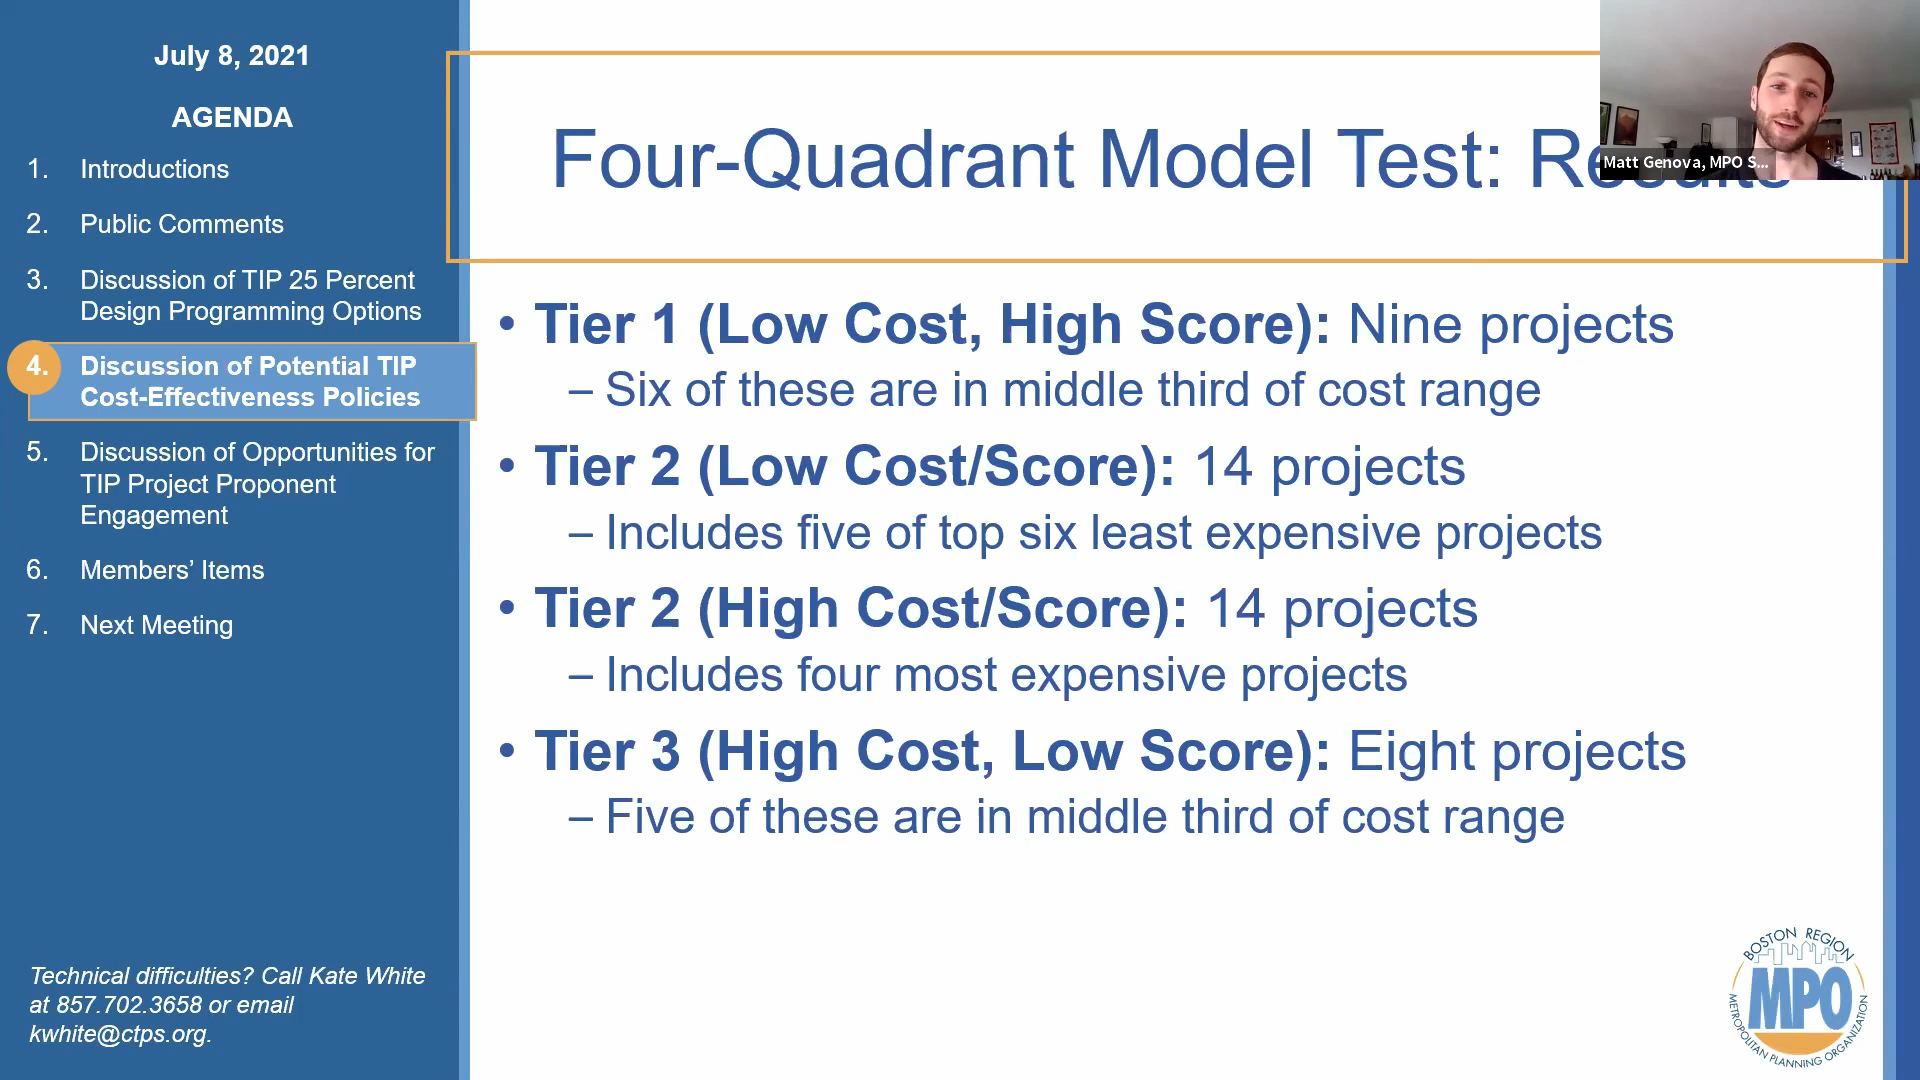 July 8, 2021
AGENDA
1. Introductions
2. Public Comments
3. Discussion of TIP 25 Percent
Design Programming Options
4. Discussion of Potential TIP
Cost-Effectiveness Policies
5. Discussion of Opportunities for
TIP Project Proponent
Engagement
6. Members’ Items
7. Next Meeting
Technical difficulties? Call Kate White
at 857.702.3658 or email
kwhite@ctps.org.
Four-Quadrant Model Test: Results
Matt Genova, MPO S...
• Tier 1 (Low Cost, High Score): Nine projects
– Six of these are in middle third of cost range
• Tier 2 (Low Cost/Score): 14 projects
– Includes five of top six least expensive projects
• Tier 2 (High Cost/Score): 14 projects
– Includes four most expensive projects
• Tier 3 (High Cost, Low Score): Eight projects
– Five of these are in middle third of cost range
BOSTON REGION
MPO
METROPOLITAN PLANNING ORGANIZATION